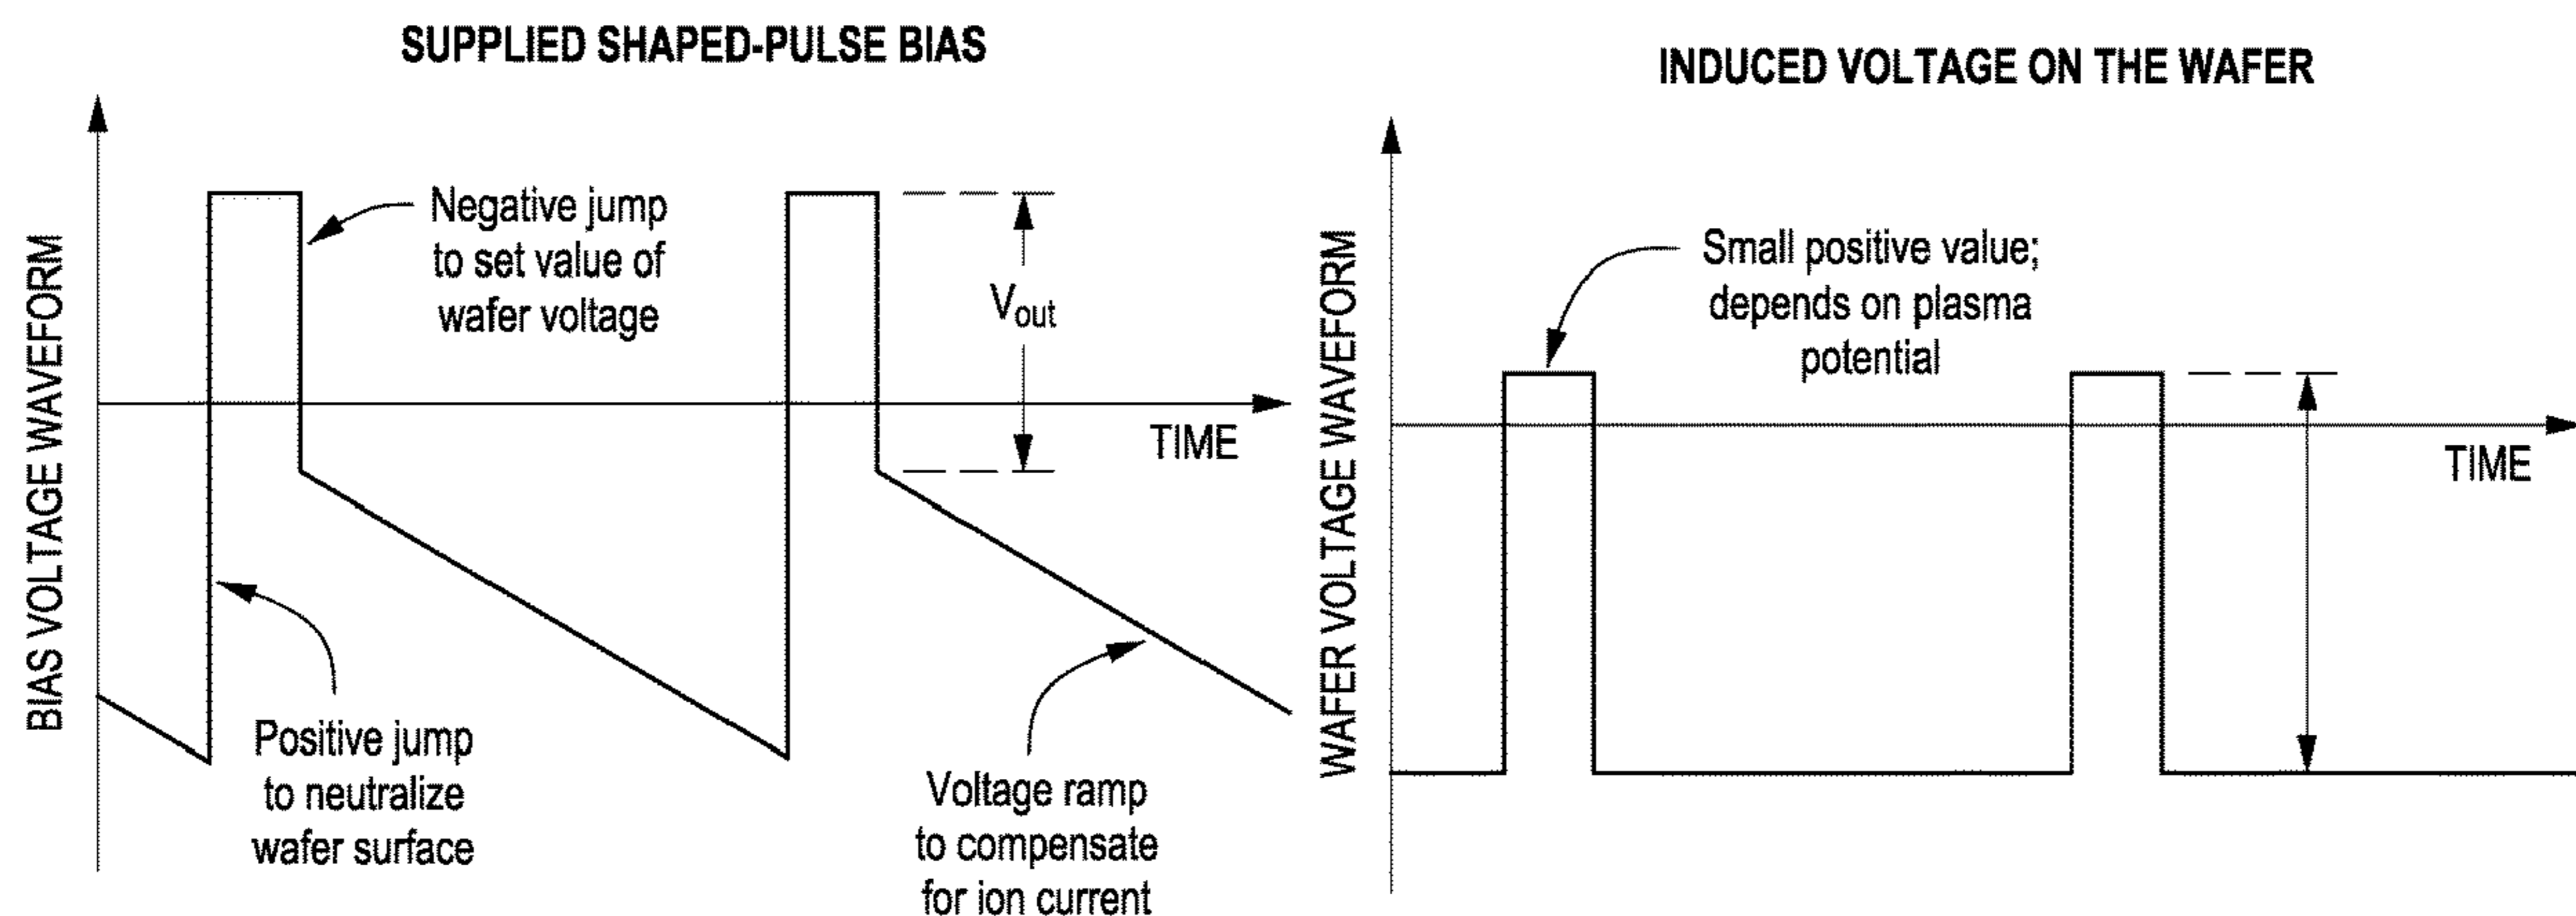 SUPPLIED SHAPED-PULSE BIAS
BIAS VOLTAGE WAVEFORM
Negative jump
to set value of
wafer voltage
Vout
TIME
Positive jump
to neutralize
wafer surface
Voltage ramp
to compensate
for ion current
INDUCED VOLTAGE ON THE WAFER
WAFER VOLTAGE WAVEFORM
Small positive value;
depends on plasma
potential
TIME